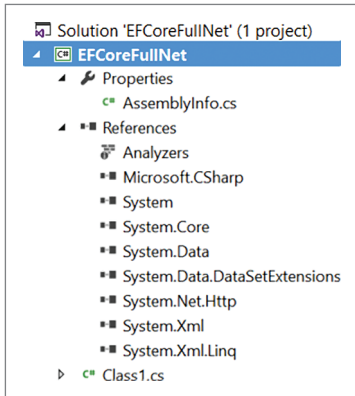 Solution 'EFCoreFullNet' (1 project)
C# EFCoreFullNet
Properties
C# AssemblyInfo.cs
References
Analyzers
Microsoft.CSharp
System
System.Core
System.Data
System.Data.DataSetExtensions
System.Net.Http
System.Xml
System.Xml.Linq
C# Class1.cs